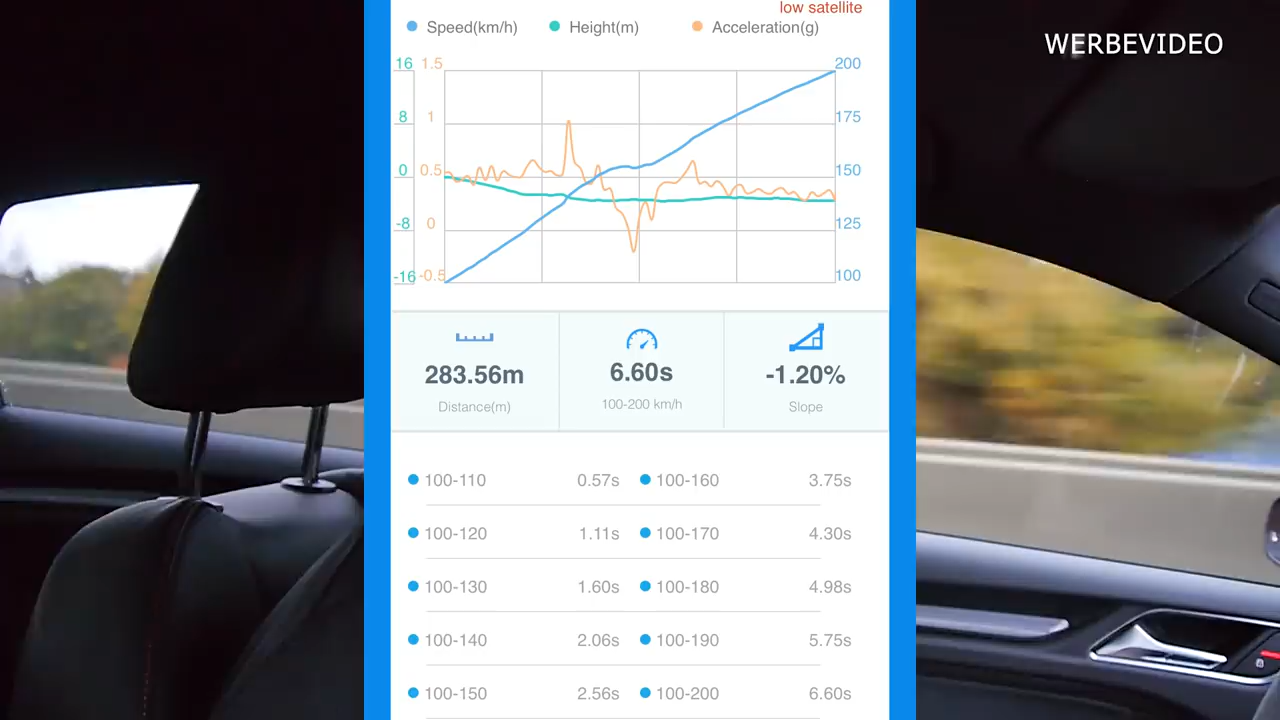 low satellite
Speed(km/h) Height(m) Acceleration(g)
WERBEVIDEO
16 1.5 200
8 1 175
0 0.5 150
-8 0 125
-16 -0.5 100
283.56m 6.60s -1.20%
Distance(m) 100-200 km/h Slope
100-110 0.57s 100-160 3.75s
100-120 1.11s 100-170 4.30s
100-130 1.60s 100-180 4.98s
100-140 2.06s 100-190 5.75s
100-150 2.56s 100-200 6.60s